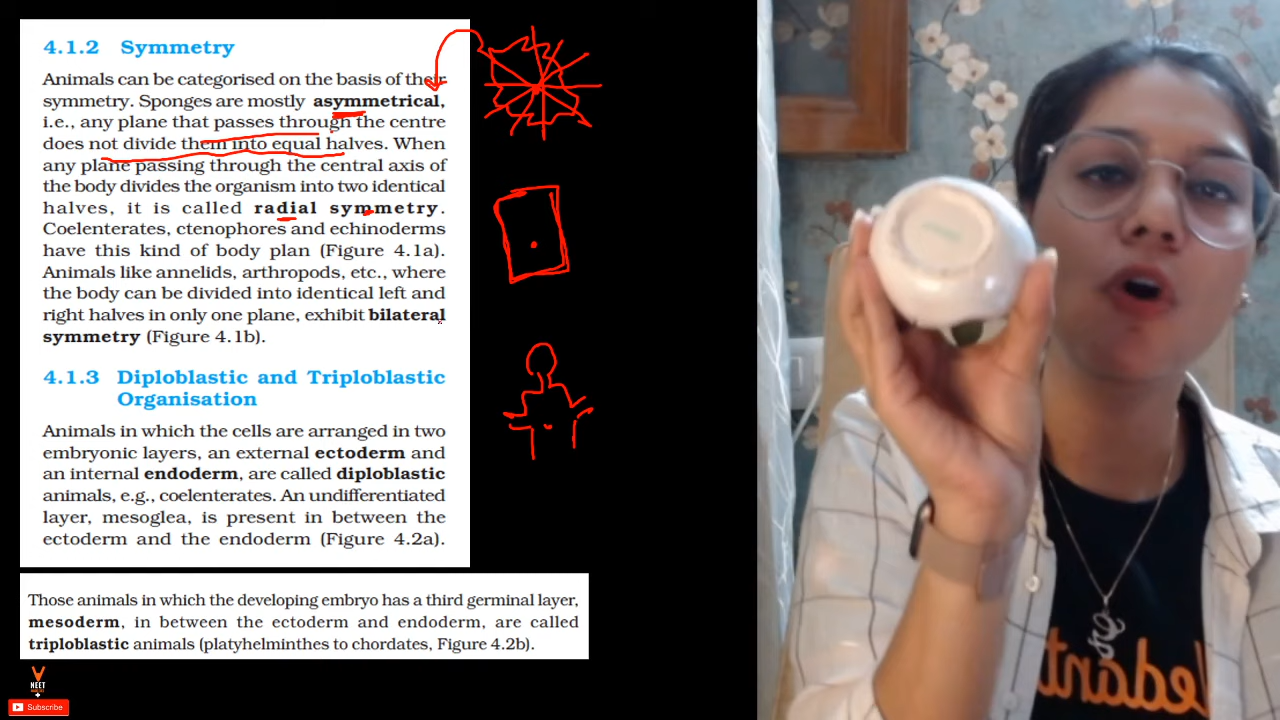 4.1.2 Symmetry
Animals can be categorised on the basis of their
symmetry. Sponges are mostly asymmetrical,
i.e., any plane that passes through the centre
does not divide them into equal halves. When
any plane passing through the central axis of
the body divides the organism into two identical
halves, it is called radial symmetry.
Coelenterates, ctenophores and echinoderms
have this kind of body plan (Figure 4.1a).
Animals like annelids, arthropods, etc., where
the body can be divided into identical left and
right halves in only one plane, exhibit bilateral
symmetry (Figure 4.1b).
4.1.3 Diploblastic and Triploblastic
Organisation
Animals in which the cells are arranged in two
embryonic layers, an external ectoderm and
an internal endoderm, are called diploblastic
animals, e.g., coelenterates. An undifferentiated
layer, mesoglea, is present in between the
ectoderm and the endoderm (Figure 4.2a).
Those animals in which the developing embryo has a third germinal layer,
mesoderm, in between the ectoderm and endoderm, are called
triploblastic animals (platyhelminthes to chordates, Figure 4.2b).
NEET
Subscribe
Vedant